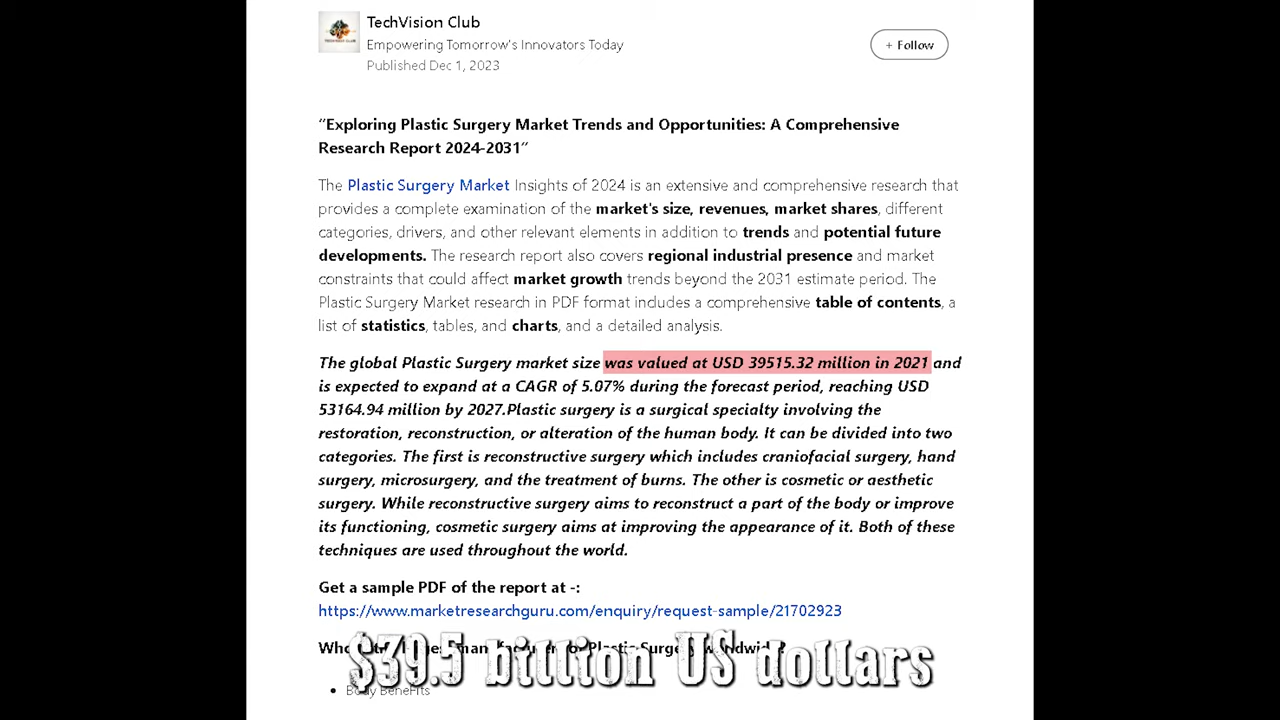 TechVision Club
Empowering Tomorrow's Innovators Today
Published Dec 1, 2023
+ Follow
"Exploring Plastic Surgery Market Trends and Opportunities: A Comprehensive
Research Report 2024-2031"
The Plastic Surgery Market Insights of 2024 is an extensive and comprehensive research that
provides a complete examination of the market's size, revenues, market shares, different
categories, drivers, and other relevant elements in addition to trends and potential future
developments. The research report also covers regional industrial presence and market
constraints that could affect market growth trends beyond the 2031 estimate period. The
Plastic Surgery Market research in PDF format includes a comprehensive table of contents, a
list of statistics, tables, and charts, and a detailed analysis.
The global Plastic Surgery market size was valued at USD 39515.32 million in 2021 and
is expected to expand at a CAGR of 5.07% during the forecast period, reaching USD
53164.94 million by 2027.Plastic surgery is a surgical specialty involving the
restoration, reconstruction, or alteration of the human body. It can be divided into two
categories. The first is reconstructive surgery which includes craniofacial surgery, hand
surgery, microsurgery, and the treatment of burns. The other is cosmetic or aesthetic
surgery. While reconstructive surgery aims to reconstruct a part of the body or improve
its functioning, cosmetic surgery aims at improving the appearance of it. Both of these
techniques are used throughout the world.
Get a sample PDF of the report at -:
https://www.marketresearchguru.com/enquiry/request-sample/21702923
$39.5 billion US dollars
• Body BeneFits